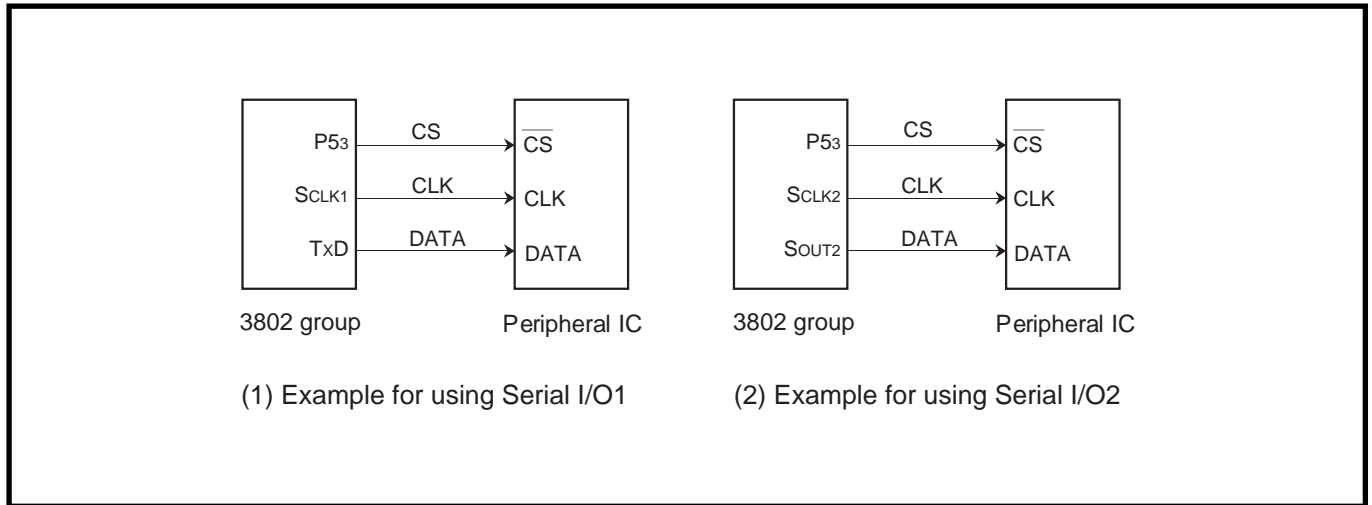 P53 CS CS
SCLK1 CLK CLK
TxD DATA DATA
3802 group Peripheral IC
(1) Example for using Serial I/O1
P53 CS CS
SCLK2 CLK CLK
SOUT2 DATA DATA
3802 group Peripheral IC
(2) Example for using Serial I/O2